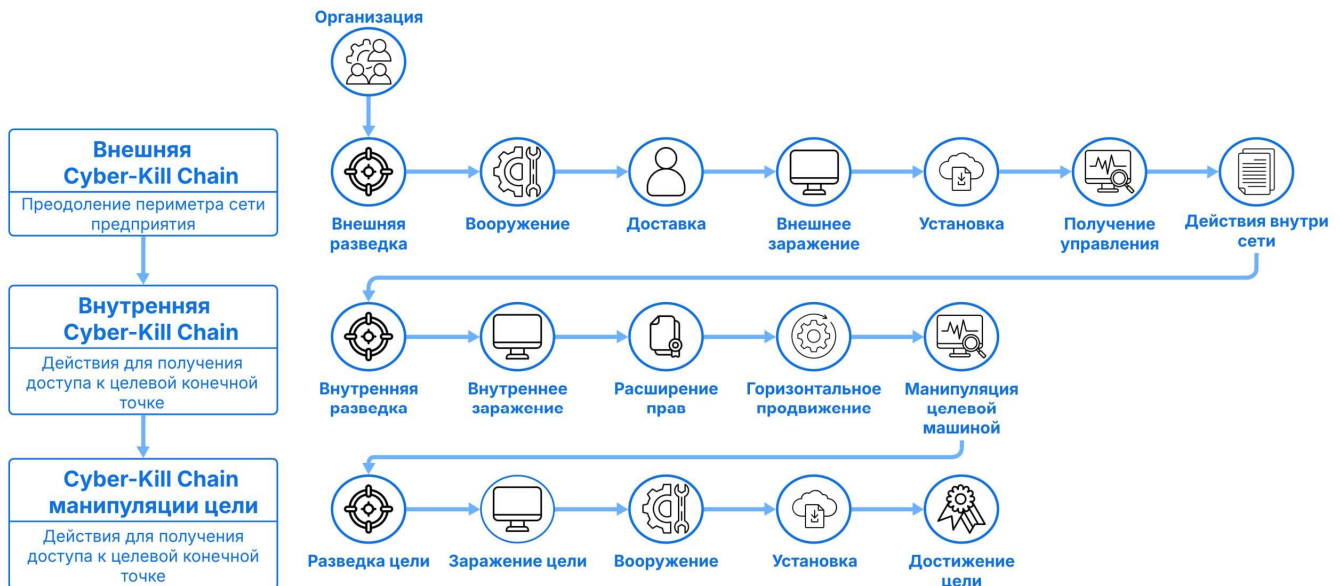 Организация
Внешняя
Cyber-Kill Chain
Преодоление периметра сети
предприятия
Внешняя
разведка
Вооружение
Доставка
Внешнее
заражение
Установка
Получение
управления
Действия внутри
сети
Внутренняя
Cyber-Kill Chain
Действия для получения
доступа к целевой конечной
точке
Внутренняя
разведка
Внутреннее
заражение
Расширение
прав
Горизонтальное
продвижение
Манипуляция
целевой
машиной
Cyber-Kill Chain
манипуляции цели
Действия для получения
доступа к целевой конечной
точке
Разведка цели
Заражение цели
Вооружение
Установка
Достижение
цели